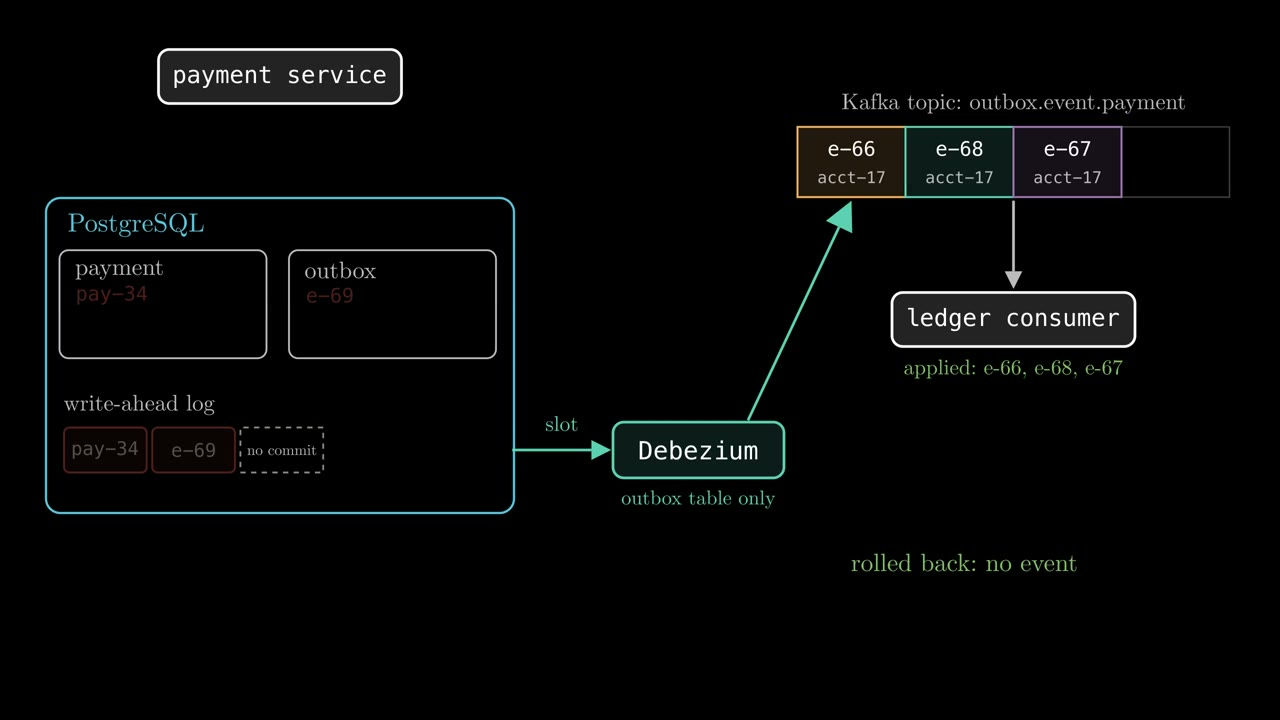 payment service
Kafka topic: outbox.event.payment
e-66
e-68
e-67
acct-17
acct-17
acct-17
PostgreSQL
payment
pay-34
outbox
e-69
ledger consumer
applied: e-66, e-68, e-67
write-ahead log
pay-34
e-69
no commit
slot
Debezium
outbox table only
rolled back: no event